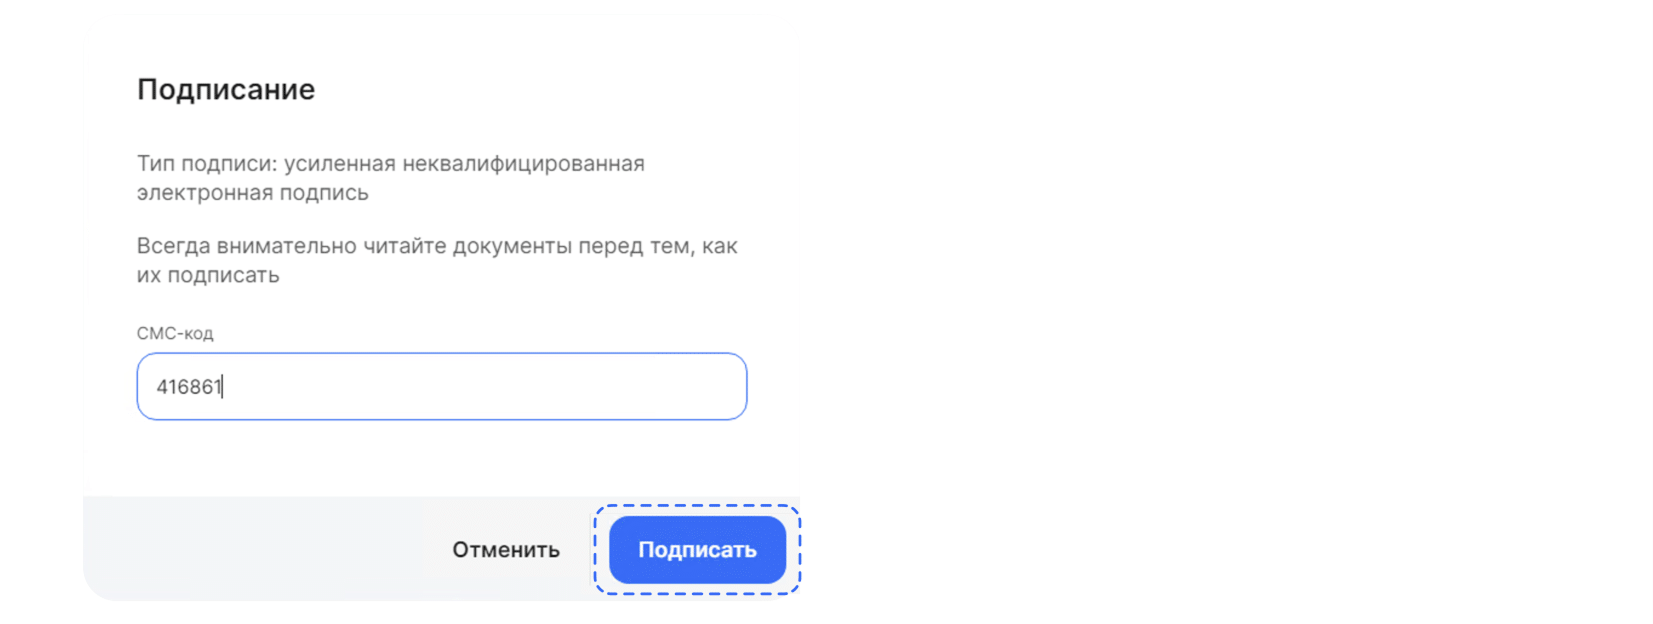 Подписание
Тип подписи: усиленная неквалифицированная
электронная подпись
Всегда внимательно читайте документы перед тем, как
их подписать
СМС-код
416861
Отменить
Подписать